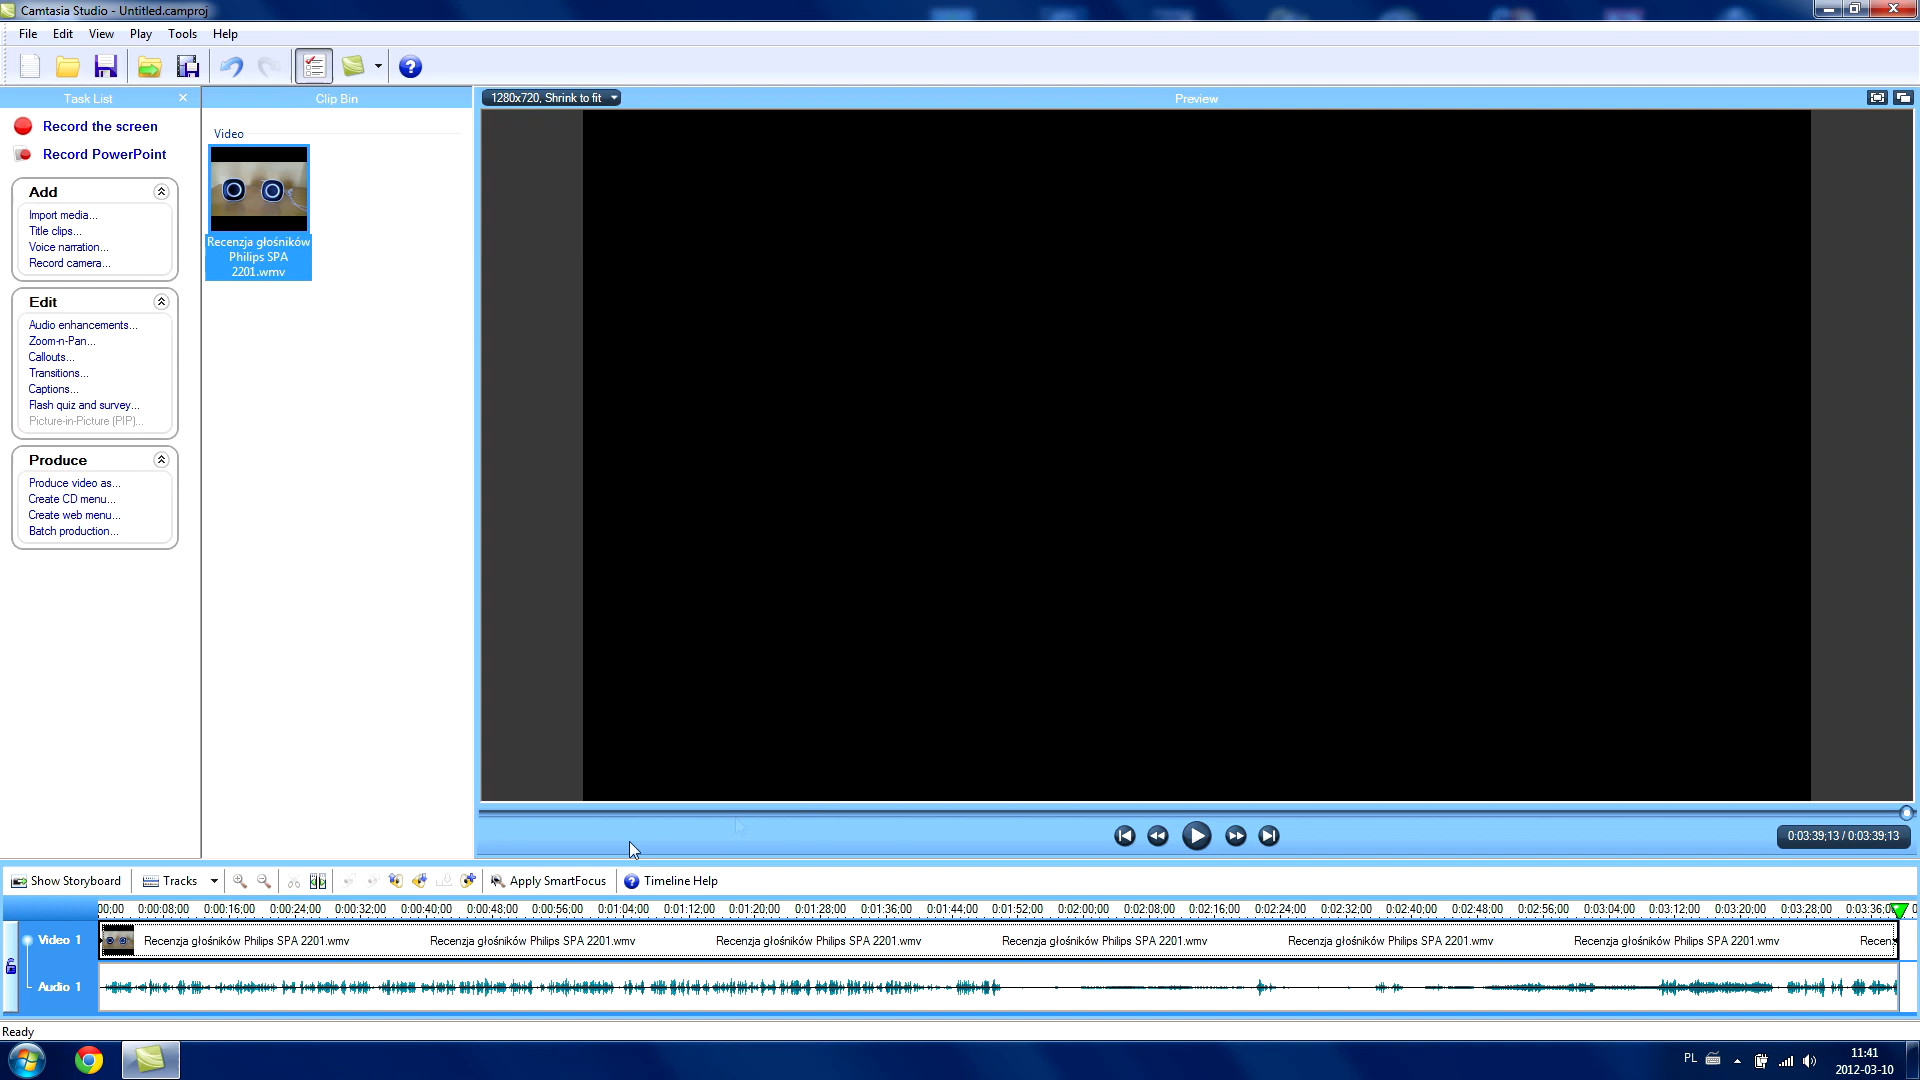 Camtasia Studio - Untitled.camproj
File Edit View Play Tools Help
Task List
Clip Bin
1280x720, Shrink to fit
Preview
Record the screen
Record PowerPoint
Add
Import media...
Title clips...
Voice narration...
Record camera...
Edit
Audio enhancements...
Zoom-n-Pan...
Callouts...
Transitions...
Captions...
Flash quiz and survey...
Picture-in-Picture (PIP)...
Produce
Produce video as...
Create CD menu...
Create web menu...
Batch production...
Video
Recenzja głośników
Philips SPA
2201.wmv
0:03:39;13 / 0:03:39;13
Show Storyboard Tracks Apply SmartFocus Timeline Help
00;00 0:00:08;00 0:00:16;00 0:00:24;00 0:00:32;00 0:00:40;00 0:00:48;00 0:00:56;00 0:01:04;00 0:01:12;00 0:01:20;00 0:01:28;00 0:01:36;00 0:01:44;00 0:01:52;00 0:02:00;00 0:02:08;00 0:02:16;00 0:02:24;00 0:02:32;00 0:02:40;00 0:02:48;00 0:02:56;00 0:03:04;00 0:03:12;00 0:03:20;00 0:03:28;00 0:03:36;0
Video 1 Recenzja głośników Philips SPA 2201.wmv Recenzja głośników Philips SPA 2201.wmv Recenzja głośników Philips SPA 2201.wmv Recenzja głośników Philips SPA 2201.wmv Recenzja głośników Philips SPA 2201.wmv Recenzja głośników Philips SPA 2201.wmv Recenz
Audio 1
Ready
PL
11:41
2012-03-10